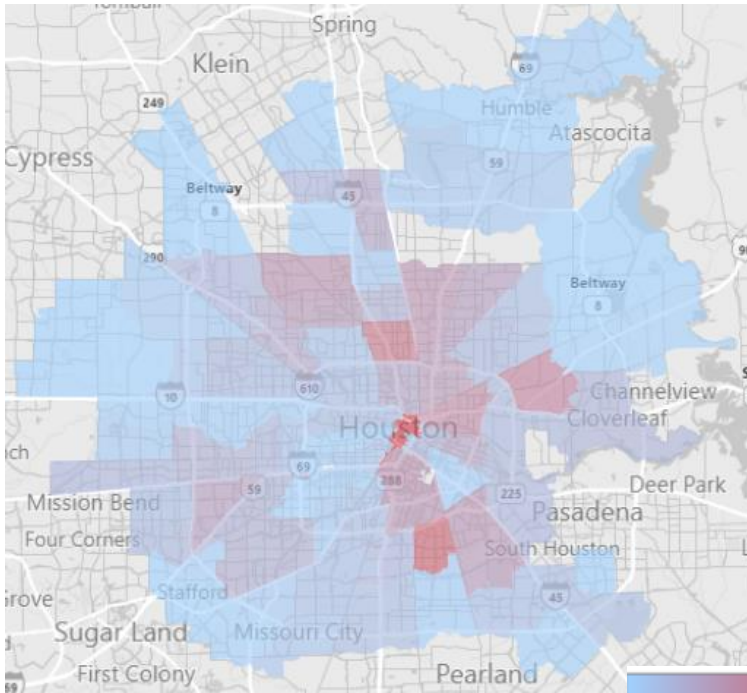 Spring
Klein
69
249
Humble
Cypress
59
Atascocita
Beltway
8
45
290
Beltway
8
610
10
Channelview
Cloverleaf
Houston
69
59
288
225
Deer Park
Mission Bend
Pasadena
Four Corners
South Houston
Stafford
45
Sugar Land
Missouri City
First Colony
Pearland
69